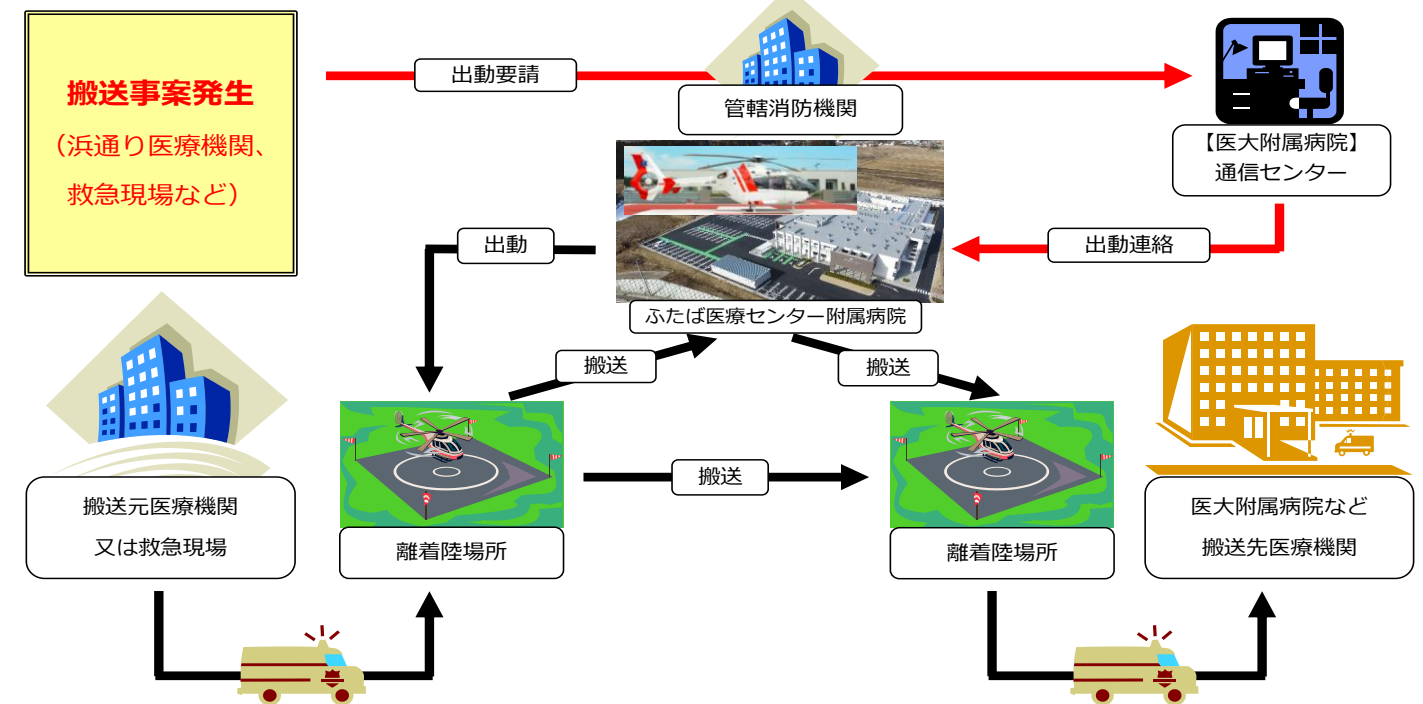 搬送事案発生
（浜通り医療機関、
救急現場など）
出動要請
管轄消防機関
【医大附属病院】
通信センター
出動
出動連絡
ふたば医療センター附属病院
搬送
搬送
搬送
搬送元医療機関
又は救急現場
離着陸場所
離着陸場所
医大附属病院など
搬送先医療機関